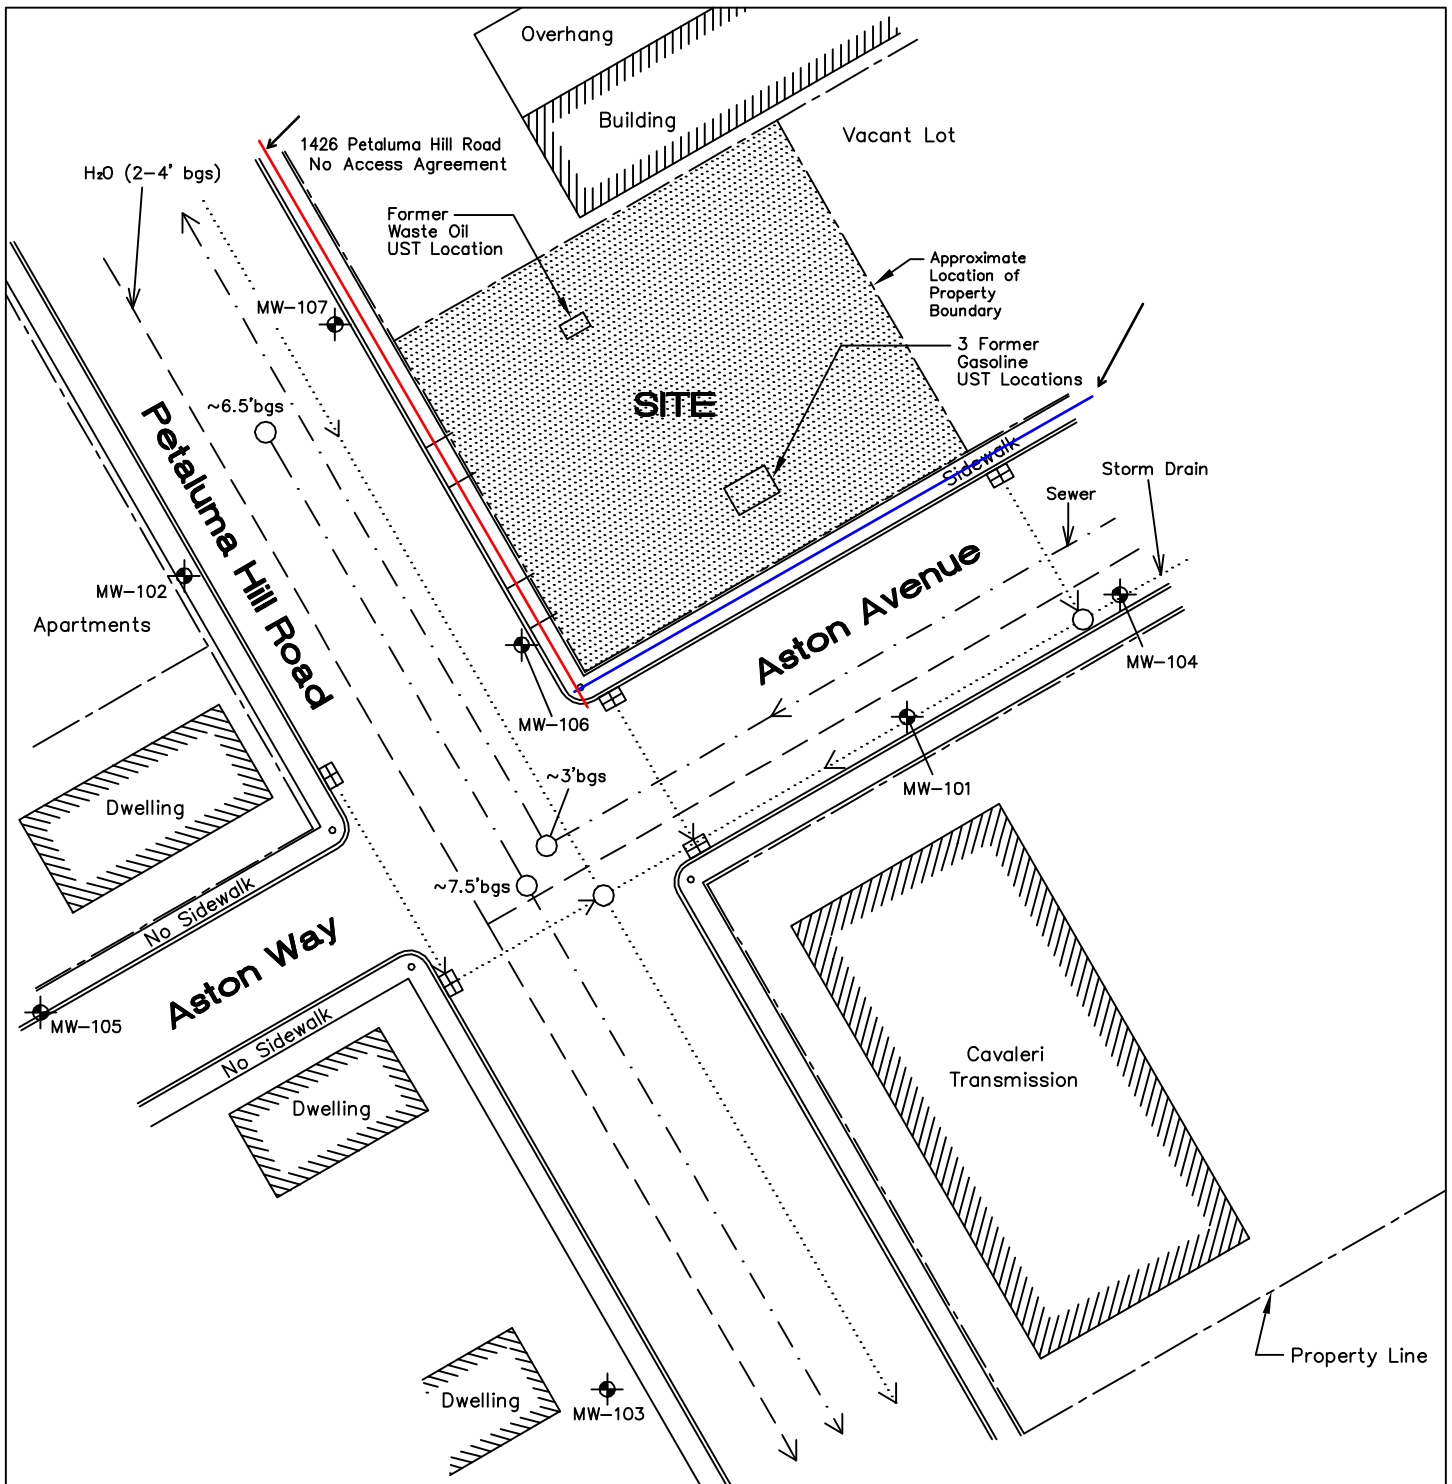 Overhang
Building
Vacant Lot
1426 Petaluma Hill Road
No Access Agreement
H₂O (2-4' bgs)
Former
Waste Oil
UST Location
Approximate
Location of
Property
Boundary
MW-107
3 Former
Gasoline
UST Locations
SITE
~6.5'bgs
Petaluma Hill Road
Sidewalk
Storm Drain
Sewer
Aston Avenue
MW-102
Apartments
MW-104
MW-106
~3'bgs
MW-101
Dwelling
~7.5'bgs
No Sidewalk
Aston Way
MW-105
No Sidewalk
Cavaleri
Transmission
Dwelling
Property Line
Dwelling
MW-103